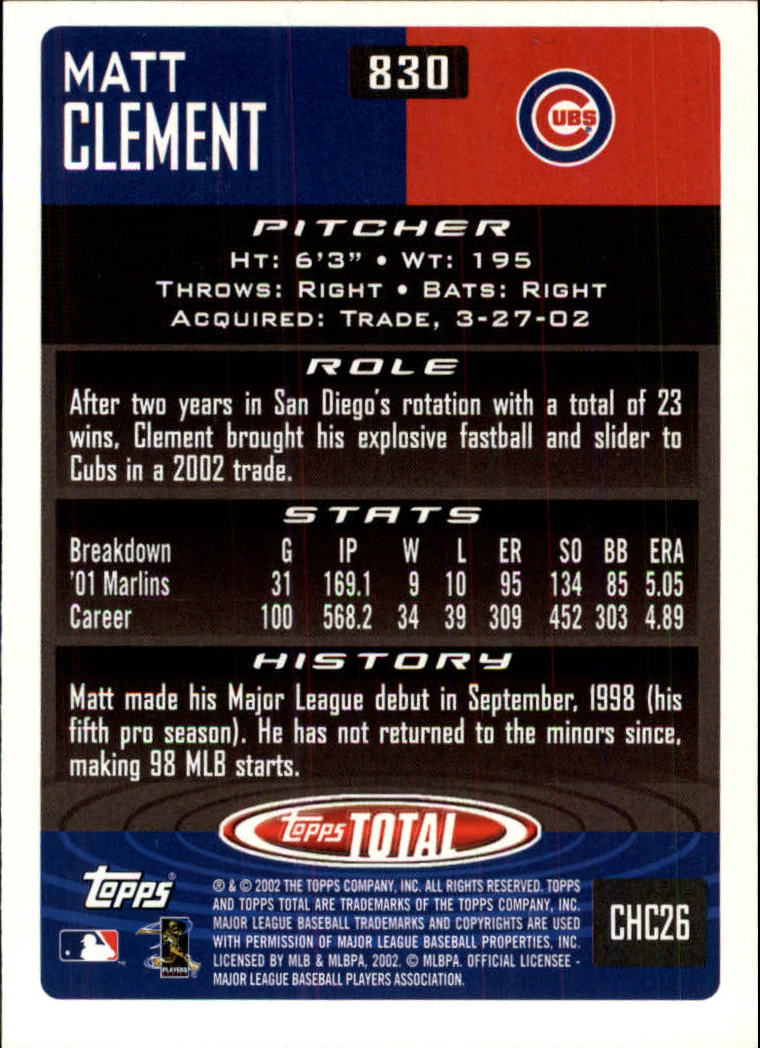 MATT
CLEMENT
830
CUBS
PITCHER
HT: 6'3" • WT: 195
THROWS: RIGHT • BATS: RIGHT
ACQUIRED: TRADE, 3-27-02
ROLE
After two years in San Diego's rotation with a total of 23
wins, Clement brought his explosive fastball and slider to
Cubs in a 2002 trade.
STATS
Breakdown G IP W L ER SO BB ERA
'01 Marlins 31 169.1 9 10 95 134 85 5.05
Career 100 568.2 34 39 309 452 303 4.89
HISTORY
Matt made his Major League debut in September, 1998 (his
fifth pro season). He has not returned to the minors since,
making 98 MLB starts.
Topps TOTAL
Topps®
® & © 2002 THE TOPPS COMPANY, INC. ALL RIGHTS RESERVED. TOPPS
AND TOPPS TOTAL ARE TRADEMARKS OF THE TOPPS COMPANY, INC.
MAJOR LEAGUE BASEBALL TRADEMARKS AND COPYRIGHTS ARE USED
WITH PERMISSION OF MAJOR LEAGUE BASEBALL PROPERTIES, INC.
LICENSED BY MLB & MLBPA, 2002. © MLBPA. OFFICIAL LICENSEE -
MAJOR LEAGUE BASEBALL PLAYERS ASSOCIATION.
PLAYERS
CHC26